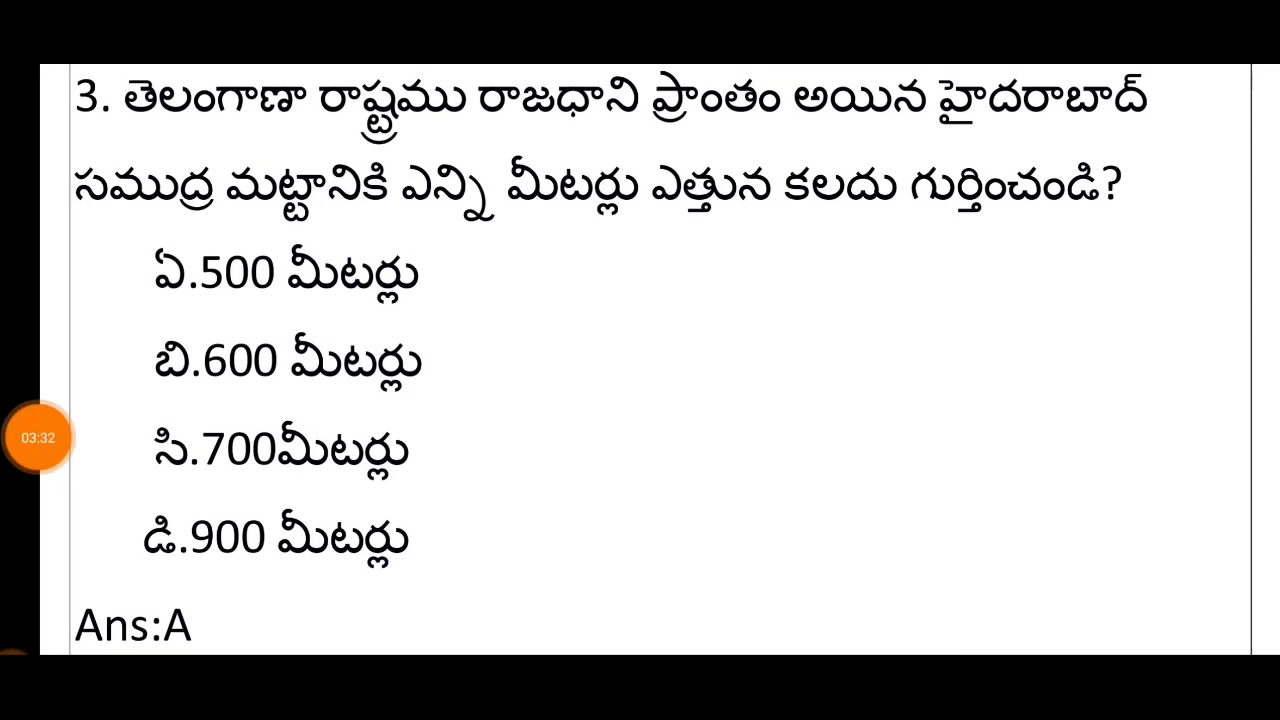 3. తెలంగాణా రాష్ట్రము రాజధాని ప్రాంతం అయిన హైదరాబాద్
సముద్ర మట్టానికి ఎన్ని మీటర్లు ఎత్తున కలదు గుర్తించండి?
ఏ.500 మీటర్లు
బి.600 మీటర్లు
సి.700మీటర్లు
03:32
డి.900 మీటర్లు
Ans:A